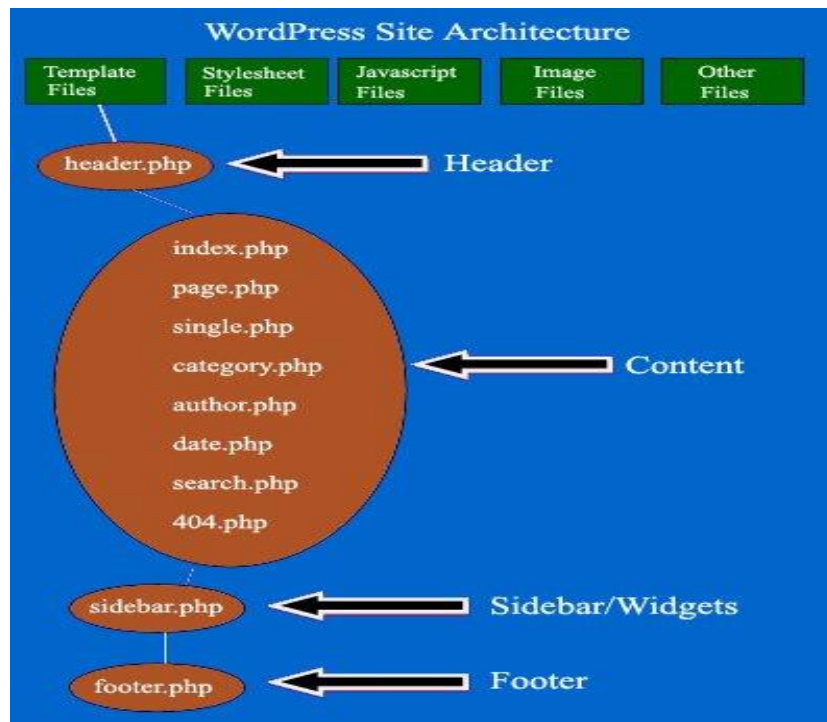 WordPress Site Architecture
Template
Files
Stylesheet
Files
Javascript
Files
Image
Files
Other
Files
header.php
Header
index.php
page.php
single.php
category.php
Content
author.php
date.php
search.php
404.php
sidebar.php
Sidebar/Widgets
footer.php
Footer